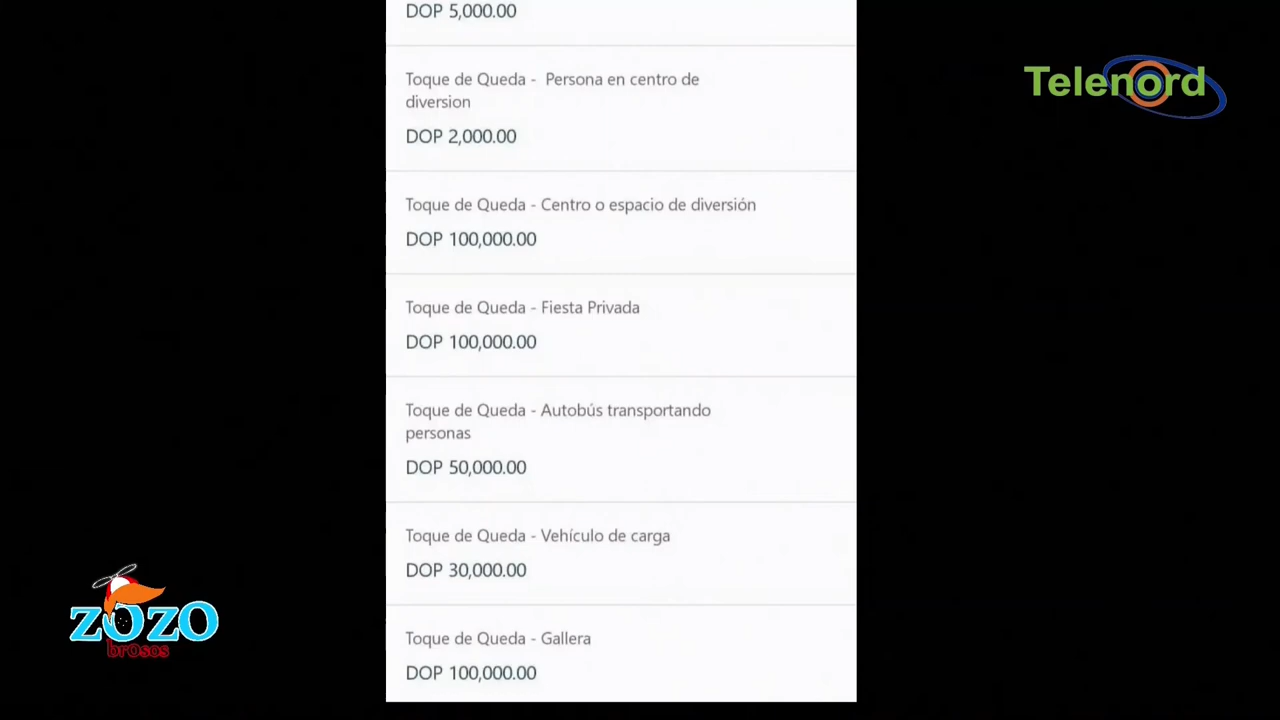 DOP 5,000.00
Toque de Queda - Persona en centro de
diversion
DOP 2,000.00
Toque de Queda - Centro o espacio de diversión
DOP 100,000.00
Toque de Queda - Fiesta Privada
DOP 100,000.00
Toque de Queda - Autobús transportando
personas
DOP 50,000.00
Toque de Queda - Vehículo de carga
DOP 30,000.00
Toque de Queda - Gallera
DOP 100,000.00
Telenord
zozo
brOsos